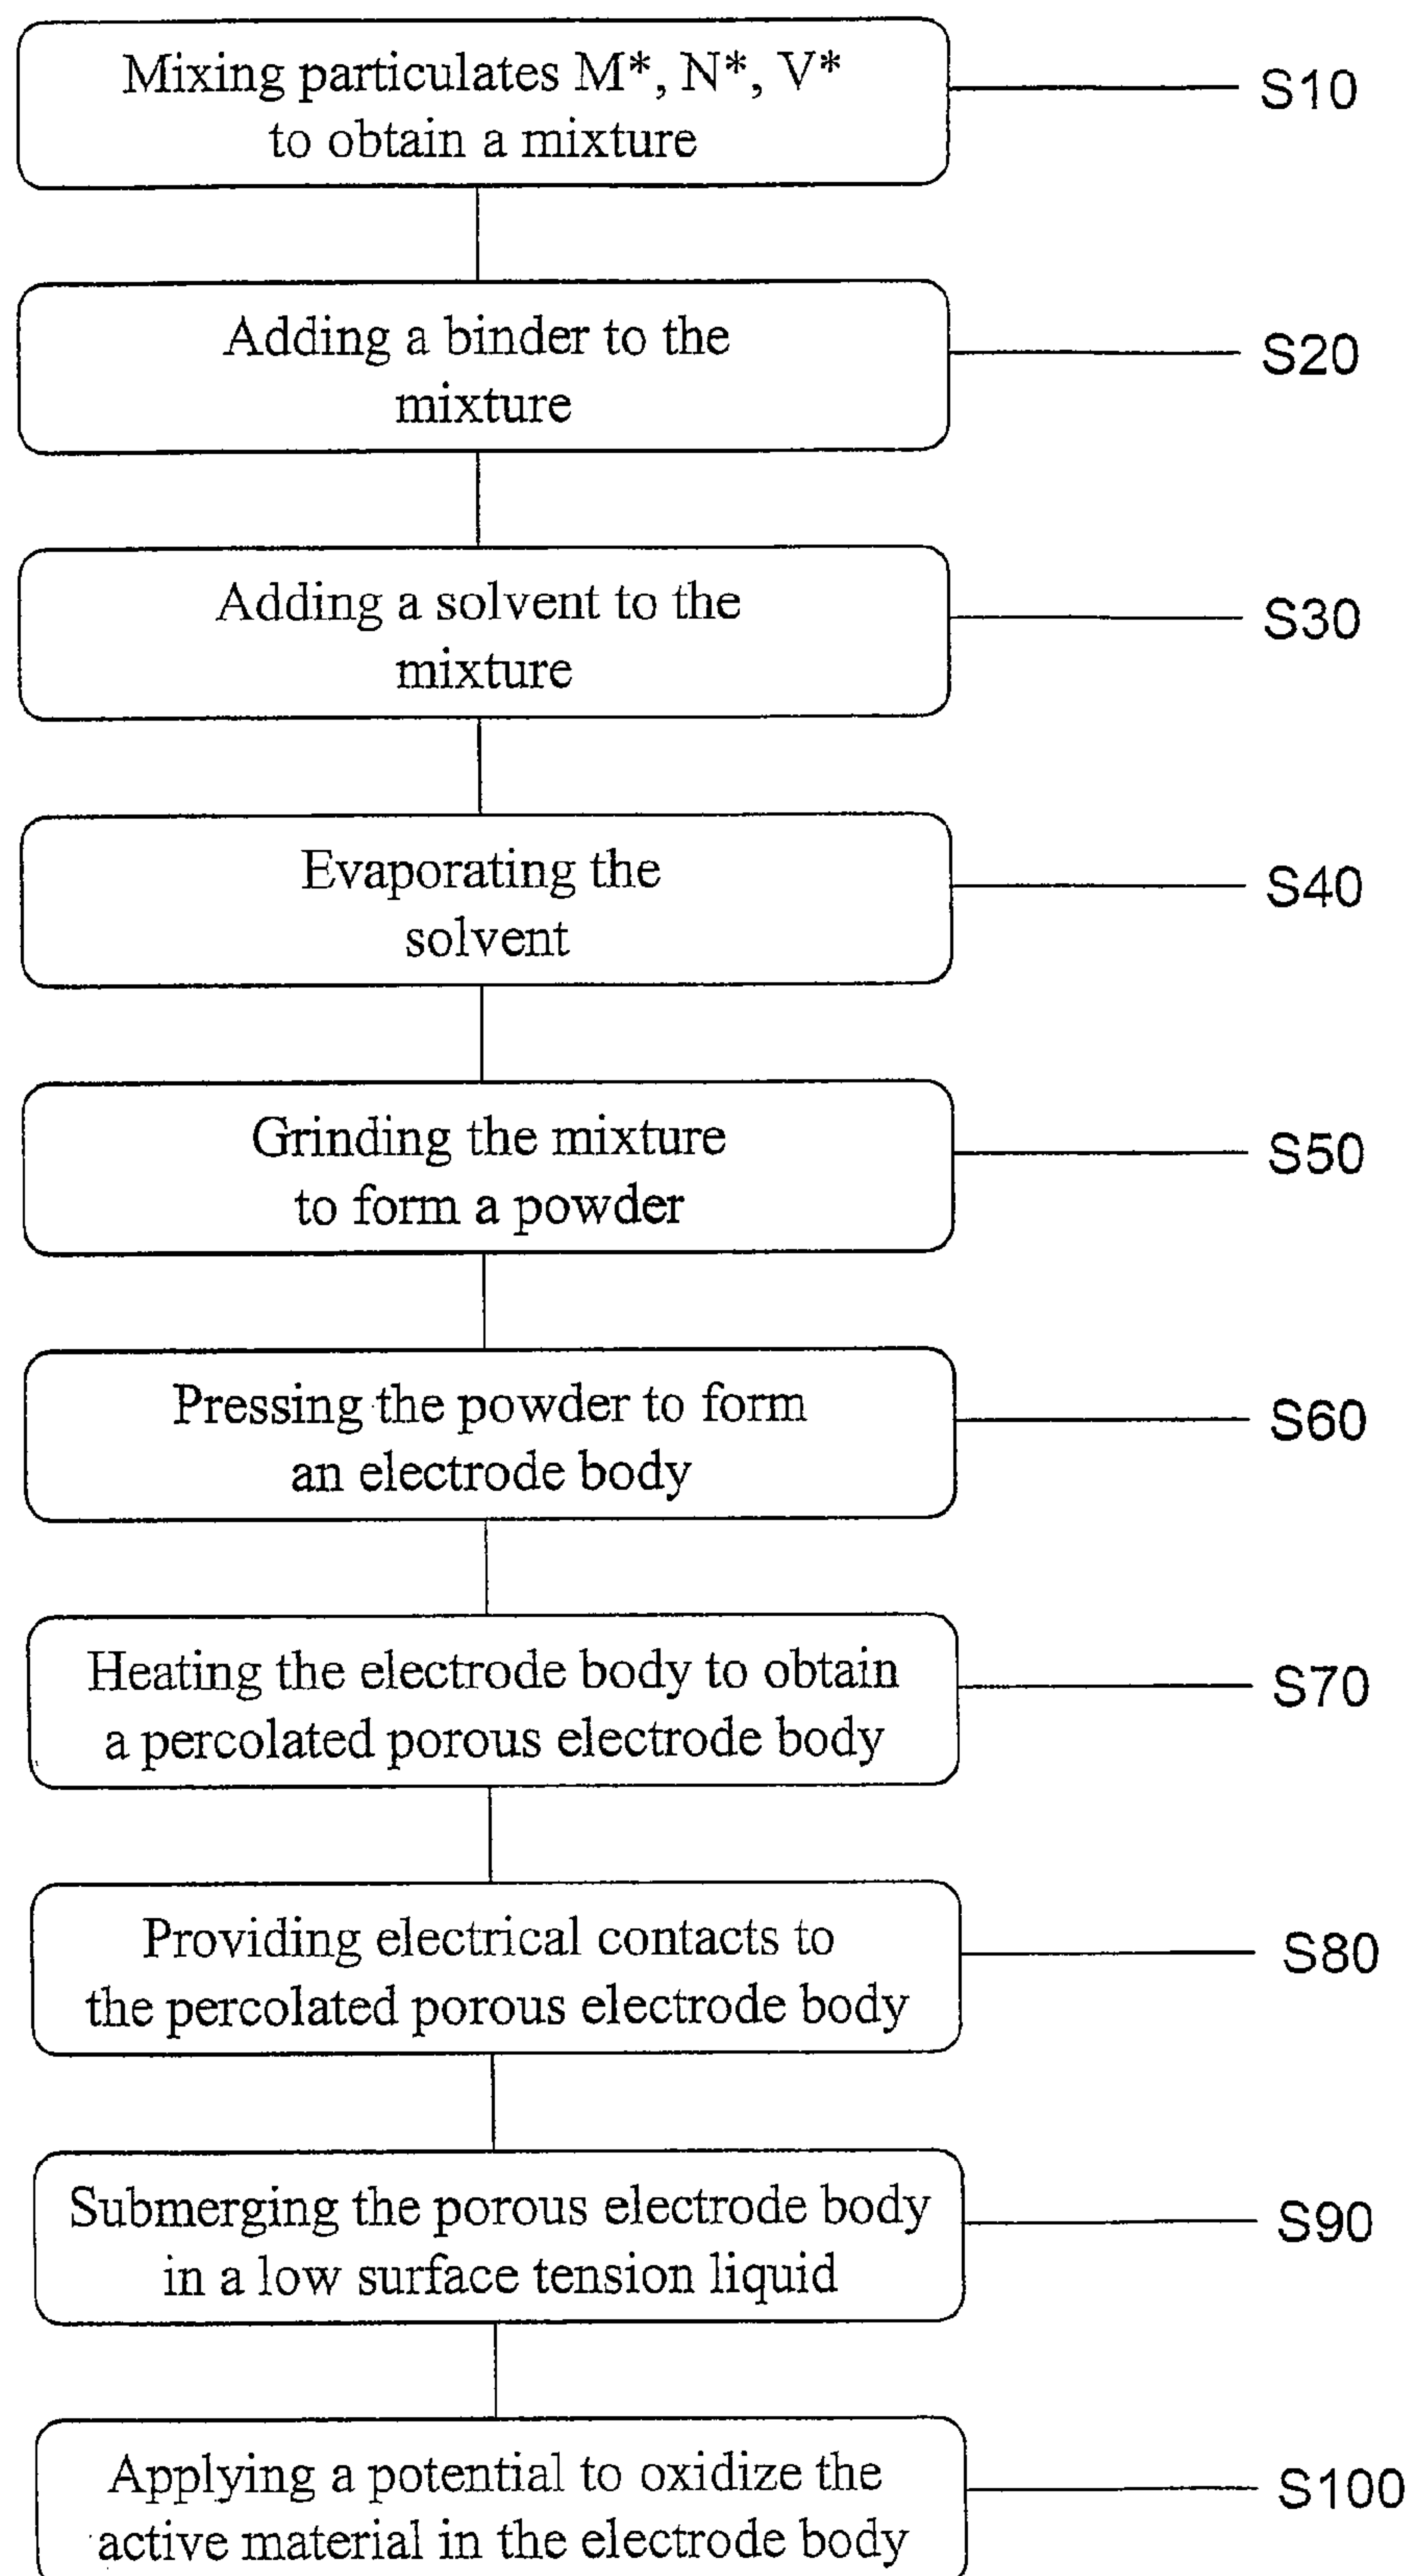 Mixing particulates M*, N*, V*
to obtain a mixture
S10
Adding a binder to the
mixture
S20
Adding a solvent to the
mixture
S30
Evaporating the
solvent
S40
Grinding the mixture
to form a powder
S50
Pressing the powder to form
an electrode body
S60
Heating the electrode body to obtain
a percolated porous electrode body
S70
Providing electrical contacts to
the percolated porous electrode body
S80
Submerging the porous electrode body
in a low surface tension liquid
S90
Applying a potential to oxidize the
active material in the electrode body
S100